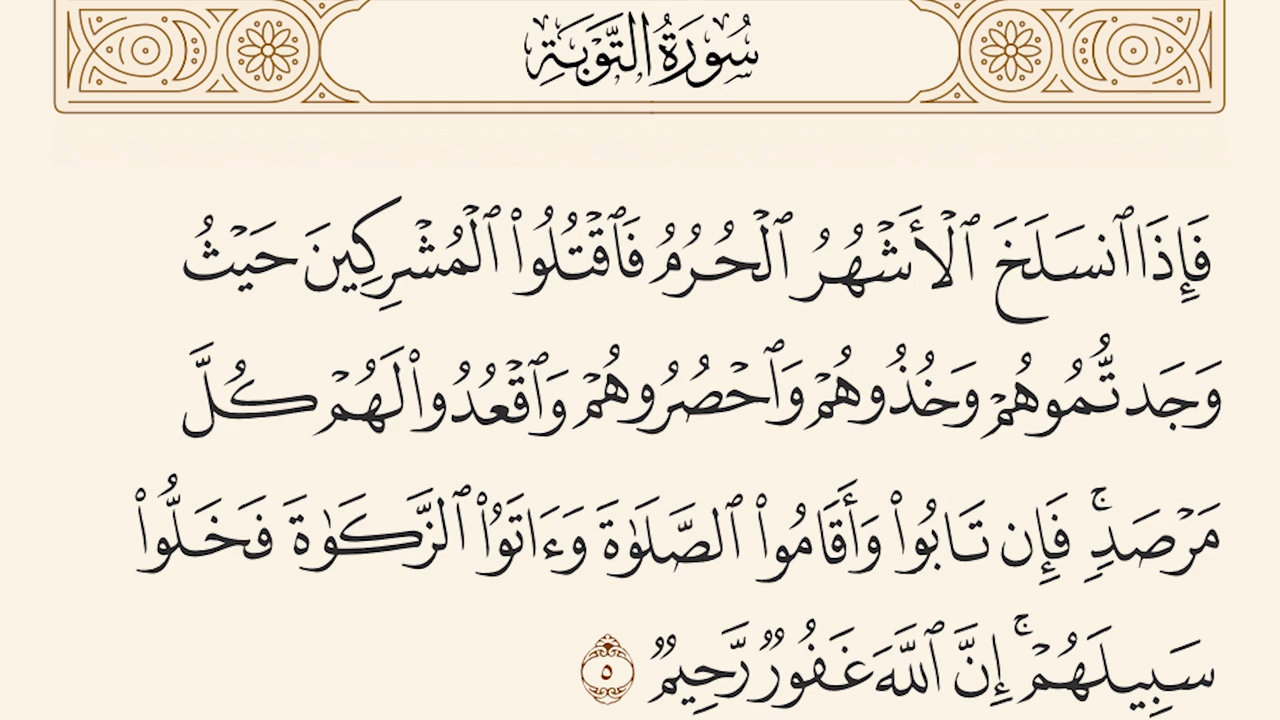 سُورَةُ التَّوۡبَةِ
فَإِذَا ٱنسَلَخَ ٱلۡأَشۡهُرُ ٱلۡحُرُمُ فَٱقۡتُلُواْ ٱلۡمُشۡرِكِينَ حَيۡثُ
وَجَدتُّمُوهُمۡ وَخُذُوهُمۡ وَٱحۡصُرُوهُمۡ وَٱقۡعُدُواْ لَهُمۡ كُلَّ
مَرۡصَدٖۚ فَإِن تَابُواْ وَأَقَامُواْ ٱلصَّلَوٰةَ وَءَاتَوُاْ ٱلزَّكَوٰةَ فَخَلُّواْ
سَبِيلَهُمۡۚ إِنَّ ٱللَّهَ غَفُورٞ رَّحِيمٞ ٥